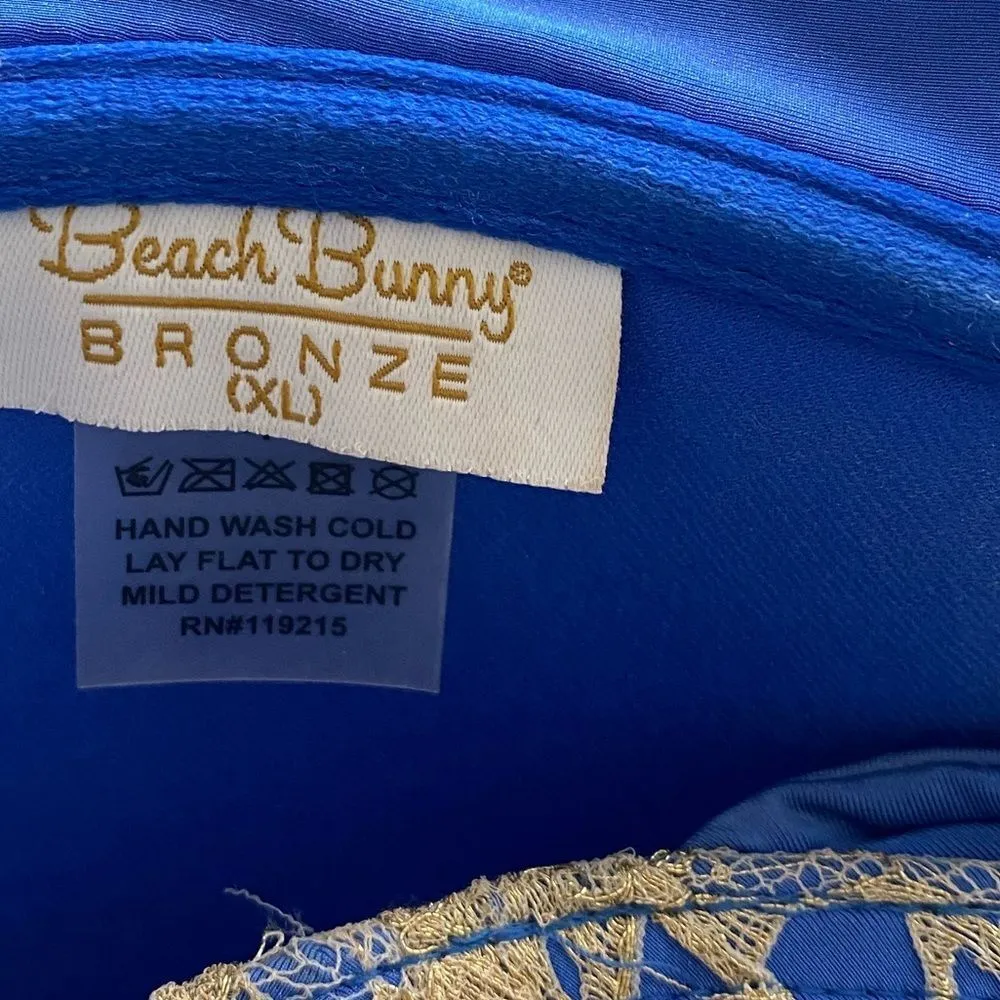 Beach Bunny®
BRONZE
(XL)
HAND WASH COLD
LAY FLAT TO DRY
MILD DETERGENT
RN#119215